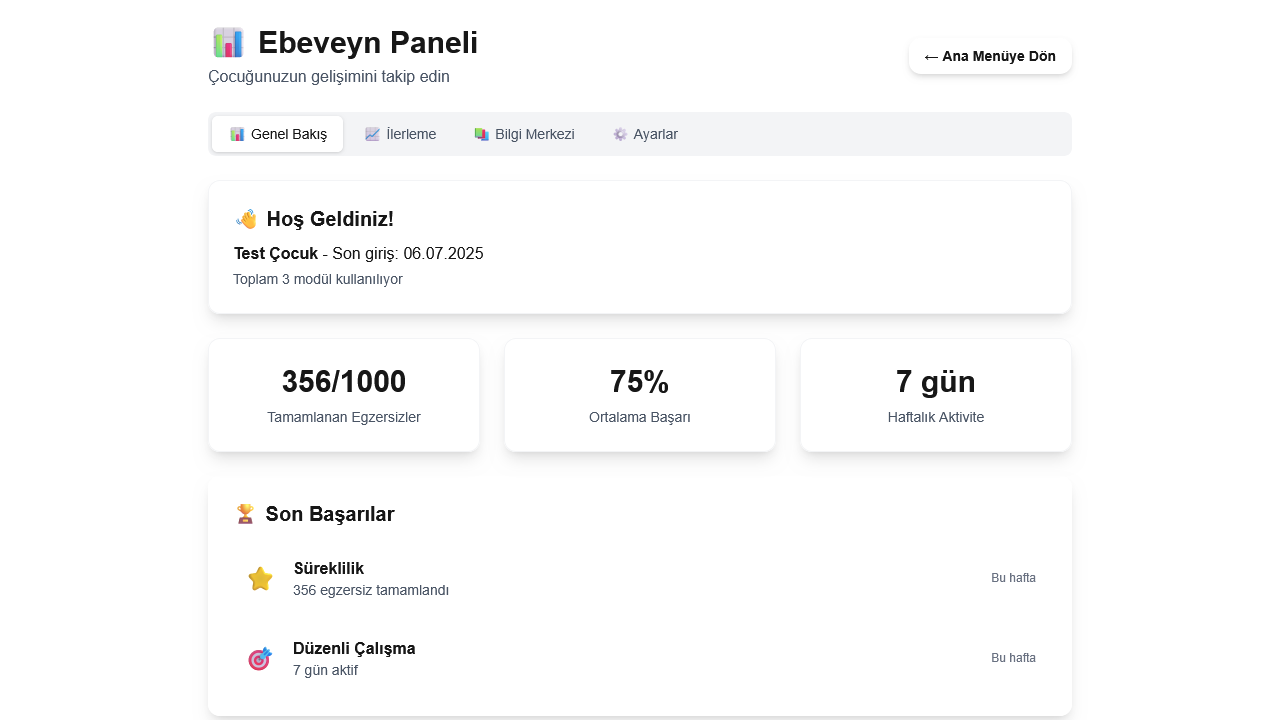 Ebeveyn Paneli
Çocuğunuzun gelişimini takip edin
← Ana Menüye Dön
Genel Bakış
İlerleme
Bilgi Merkezi
Ayarlar
Hoş Geldiniz!
Test Çocuk - Son giriş: 06.07.2025
Toplam 3 modül kullanılıyor
356/1000
Tamamlanan Egzersizler
75%
Ortalama Başarı
7 gün
Haftalık Aktivite
Son Başarılar
Süreklilik
356 egzersiz tamamlandı
Bu hafta
Düzenli Çalışma
7 gün aktif
Bu hafta